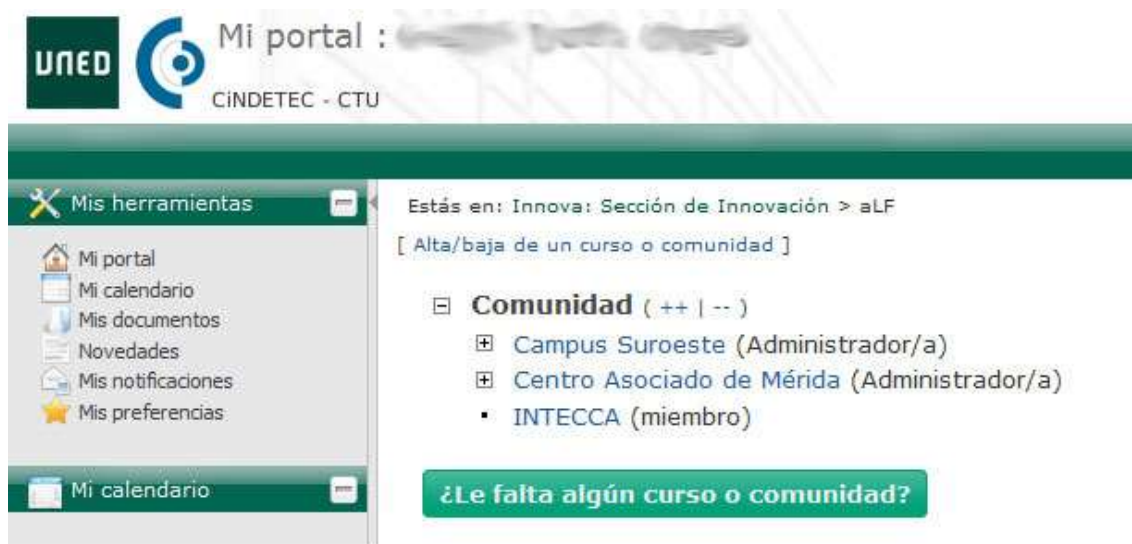 UNED
Mi portal :
CiNDETEC - CTU
Mis herramientas
Mi portal
Mi calendario
Mis documentos
Novedades
Mis notificaciones
Mis preferencias
Mi calendario
Estás en: Innova: Sección de Innovación > aLF
[ Alta/baja de un curso o comunidad ]
Comunidad ( ++ | -- )
Campus Suroeste (Administrador/a)
Centro Asociado de Mérida (Administrador/a)
INTECCA (miembro)
¿Le falta algún curso o comunidad?